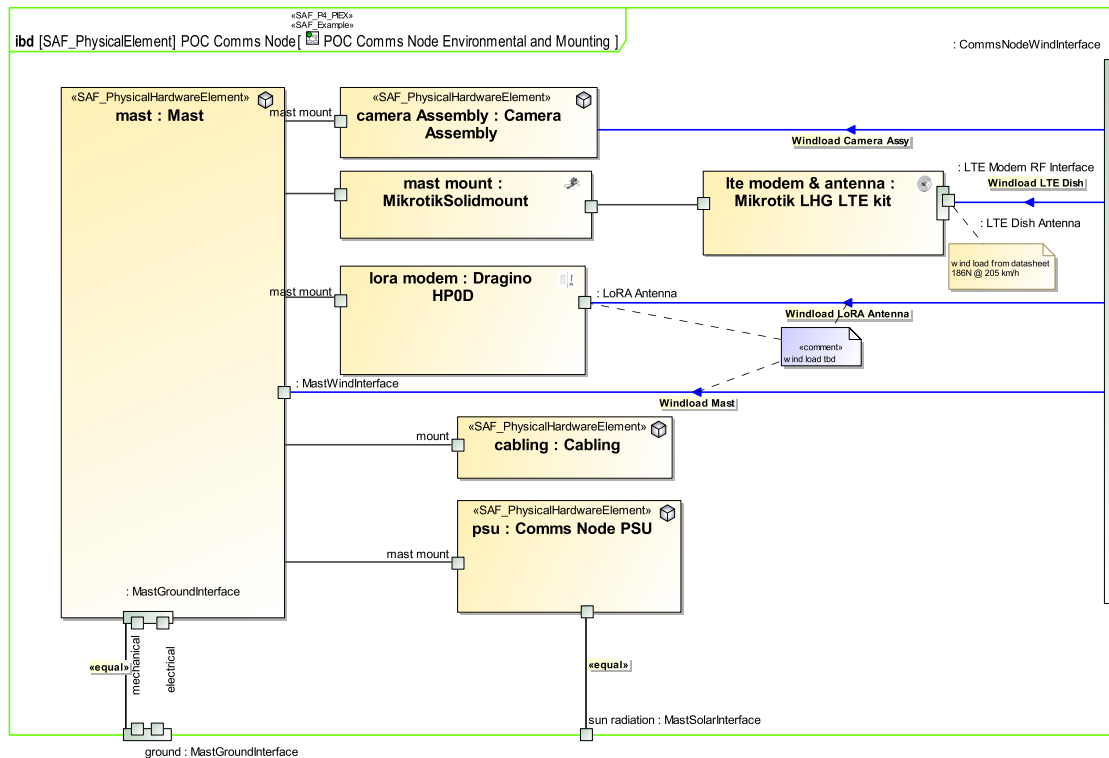 «SAF_P4_PIEX»
«SAF_Example»
ibd [SAF_PhysicalElement] POC Comms Node[ POC Comms Node Environmental and Mounting ]
: CommsNodeWindInterface
«SAF_PhysicalHardwareElement»
mast : Mast
mast mount
«SAF_PhysicalHardwareElement»
camera Assembly : Camera
Assembly
Windload Camera Assy
mast mount :
MikrotikSolidmount
lte modem & antenna :
Mikrotik LHG LTE kit
: LTE Modem RF Interface
Windload LTE Dish
: LTE Dish Antenna
wind load from datasheet
186N @ 205 km/h
mast mount
lora modem : Dragino
HP0D
: LoRA Antenna
Windload LoRA Antenna
«comment»
wind load tbd
: MastWindInterface
Windload Mast
mount
«SAF_PhysicalHardwareElement»
cabling : Cabling
mast mount
«SAF_PhysicalHardwareElement»
psu : Comms Node PSU
: MastGroundInterface
«equal»
mechanical
electrical
«equal»
sun radiation : MastSolarInterface
ground : MastGroundInterface